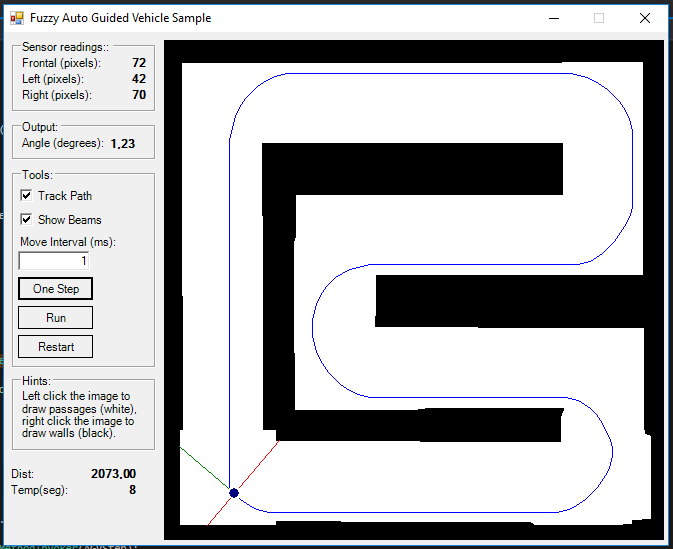 Fuzzy Auto Guided Vehicle Sample
Sensor readings::
Frontal (pixels): 72
Left (pixels): 42
Right (pixels): 70
Output:
Angle (degrees): 1,23
Tools:
Track Path
Show Beams
Move Interval (ms):
1
One Step
Run
Restart
Hints:
Left click the image to
draw passages (white),
right click the image to
draw walls (black).
Dist: 2073,00
Temp(seg): 8